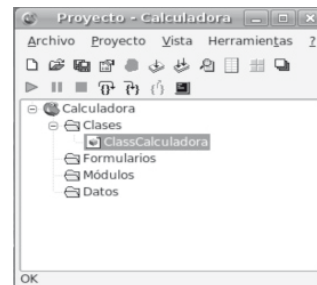 Proyecto - Calculadora
Archivo Proyecto Vista Herramientas ?
Calculadora
Clases
ClassCalculadora
Formularios
Módulos
Datos
OK